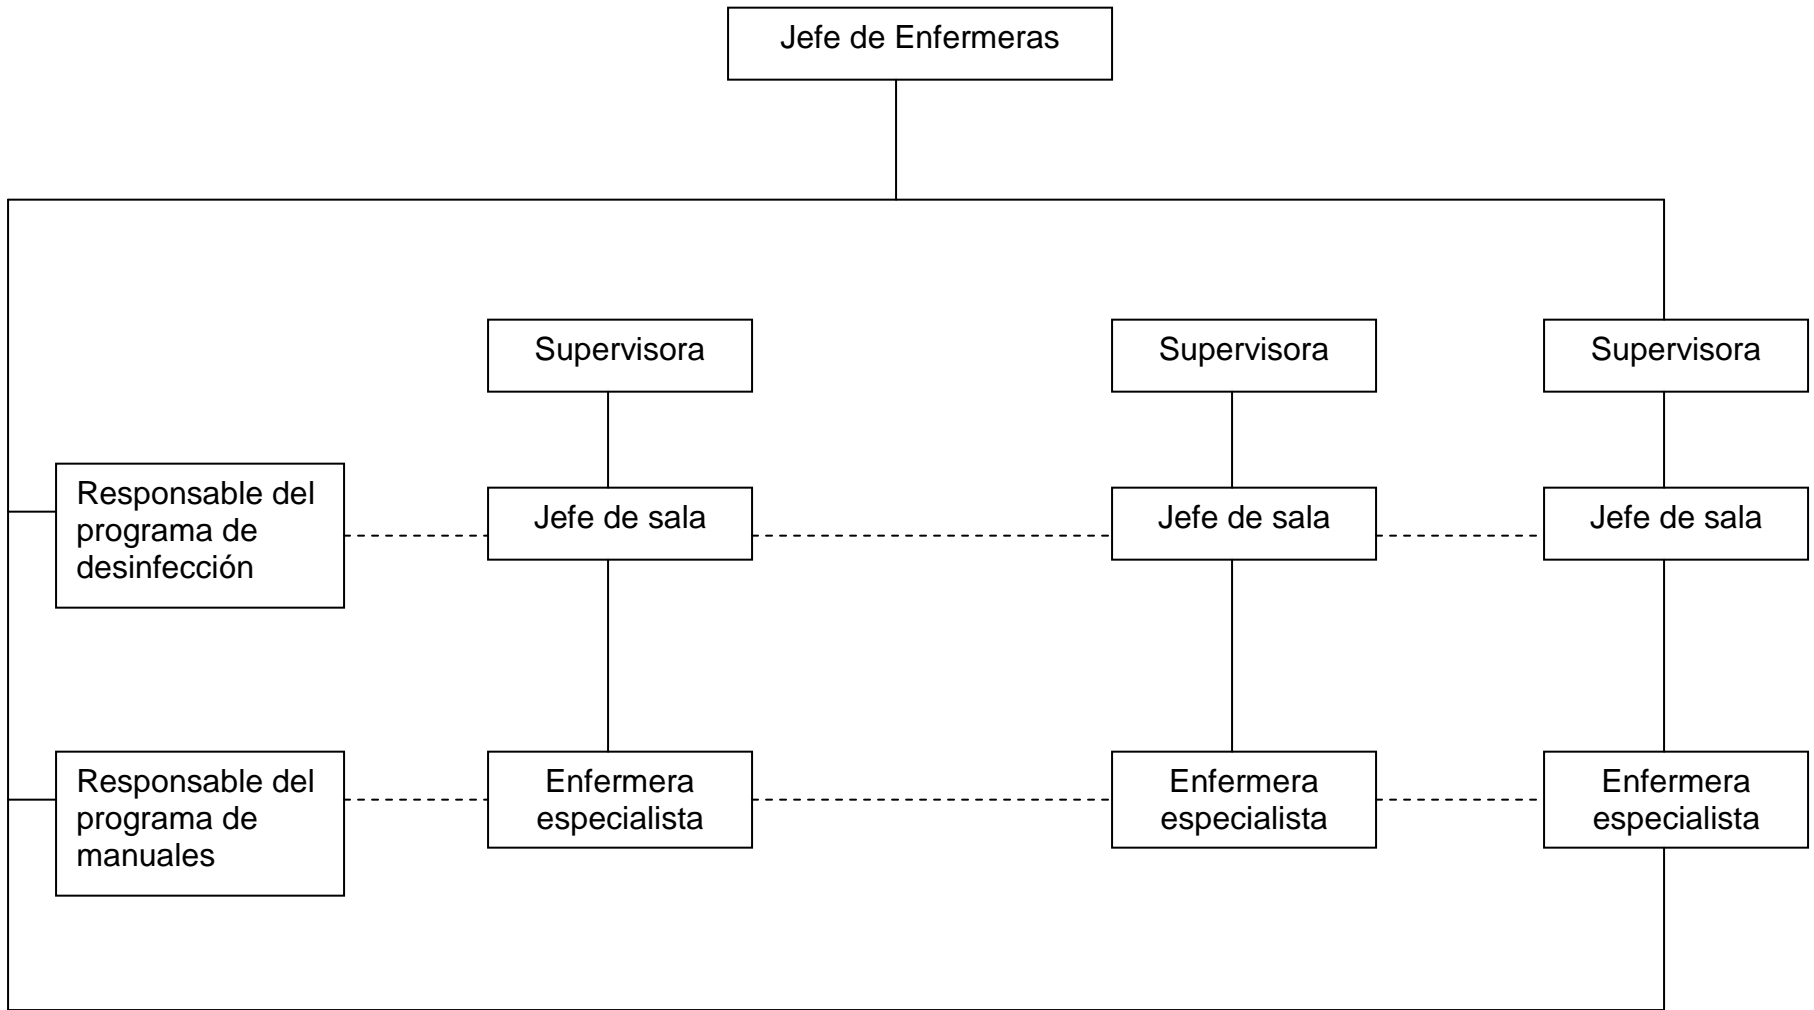 Jefe de Enfermeras
Supervisora
Supervisora
Supervisora
Responsable del
programa de
desinfección
Jefe de sala
Jefe de sala
Jefe de sala
Responsable del
programa de
manuales
Enfermera
especialista
Enfermera
especialista
Enfermera
especialista